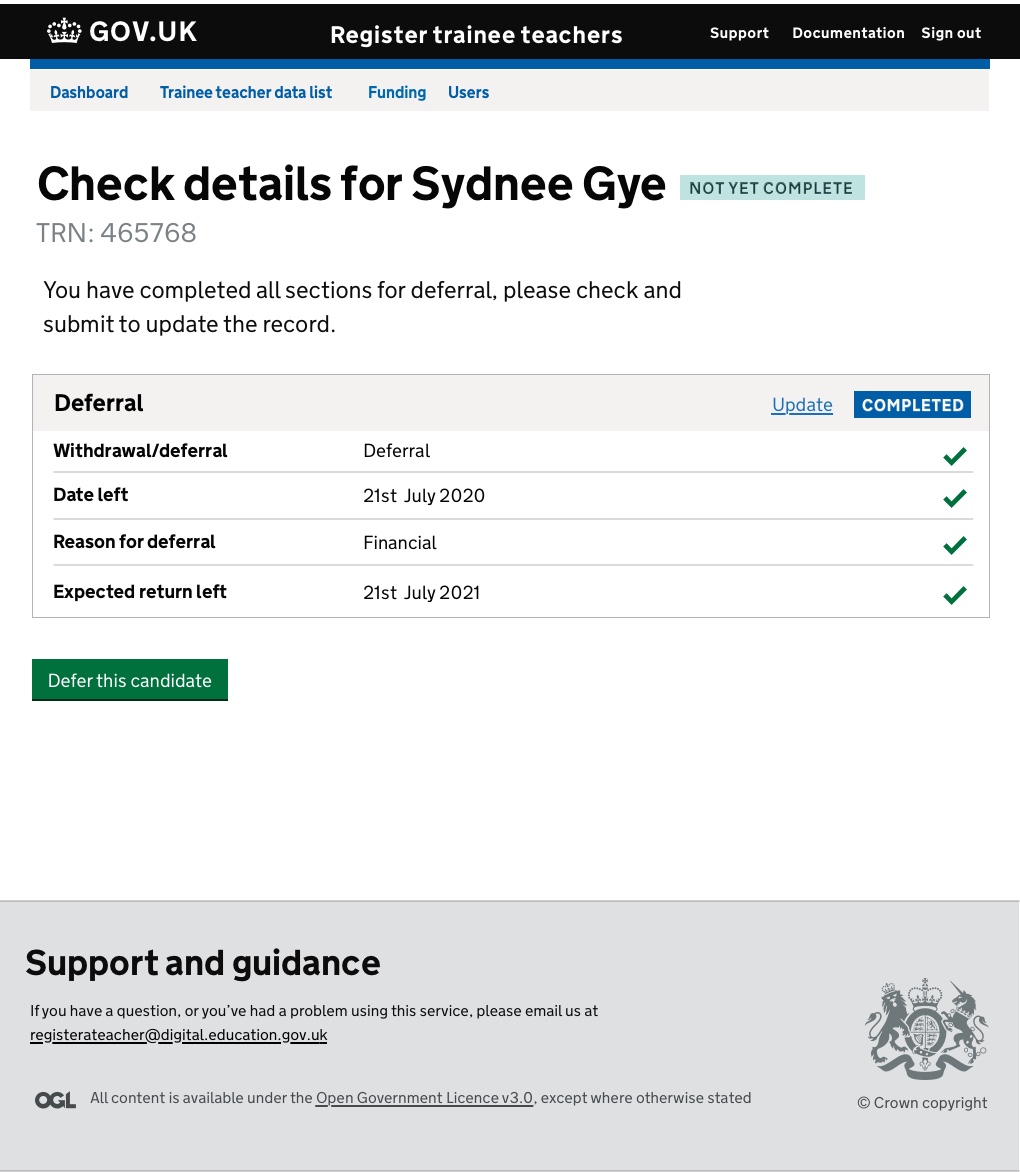 GOV.UK Register trainee teachers Support Documentation Sign out
Dashboard Trainee teacher data list Funding Users
Check details for Sydnee Gye NOT YET COMPLETE
TRN: 465768
You have completed all sections for deferral, please check and
submit to update the record.
Deferral Update COMPLETED
Withdrawal/deferral Deferral
Date left 21st July 2020
Reason for deferral Financial
Expected return left 21st July 2021
Defer this candidate
Support and guidance
If you have a question, or you’ve had a problem using this service, please email us at
registerateacher@digital.education.gov.uk
OGL All content is available under the Open Government Licence v3.0, except where otherwise stated
© Crown copyright